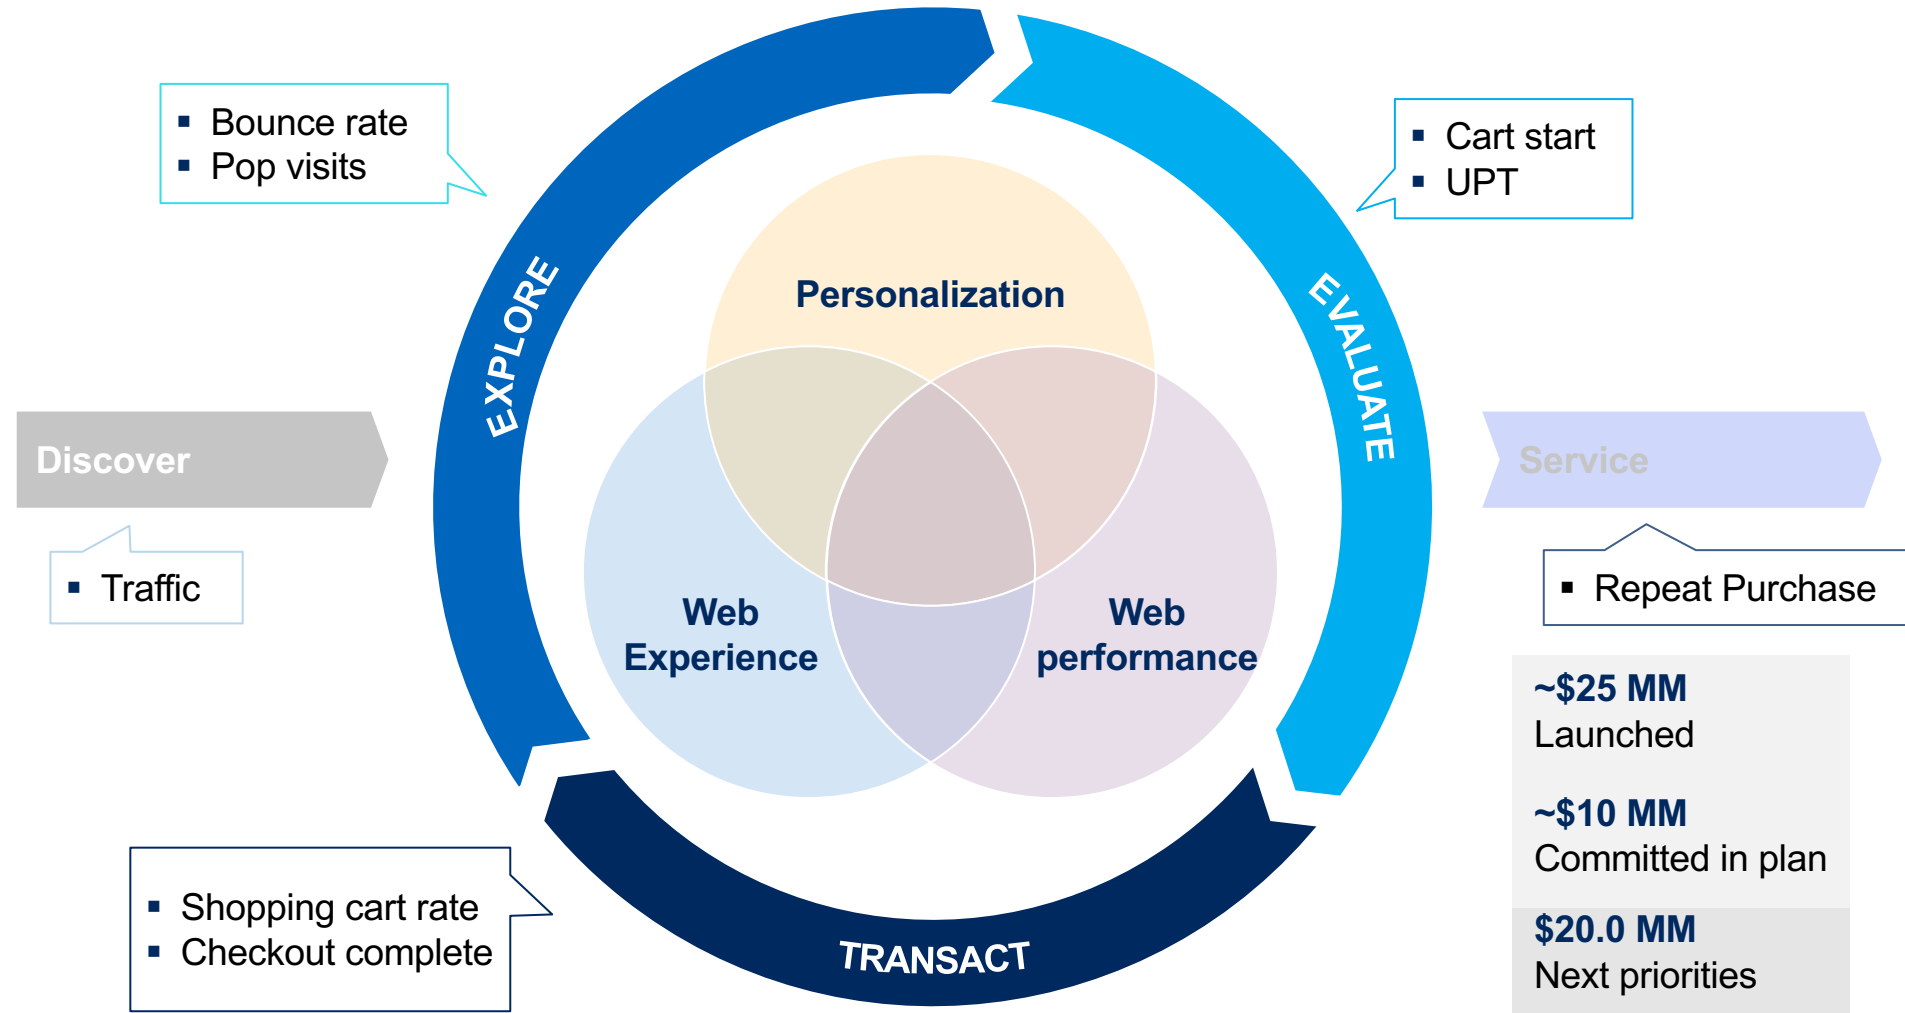 ▪ Bounce rate
▪ Pop visits
▪ Cart start
▪ UPT
EXPLORE
EVALUATE
Personalization
Discover
Service
▪ Traffic
▪ Repeat Purchase
Web
Experience
Web
performance
~$25 MM
Launched
~$10 MM
Committed in plan
$20.0 MM
Next priorities
▪ Shopping cart rate
▪ Checkout complete
TRANSACT